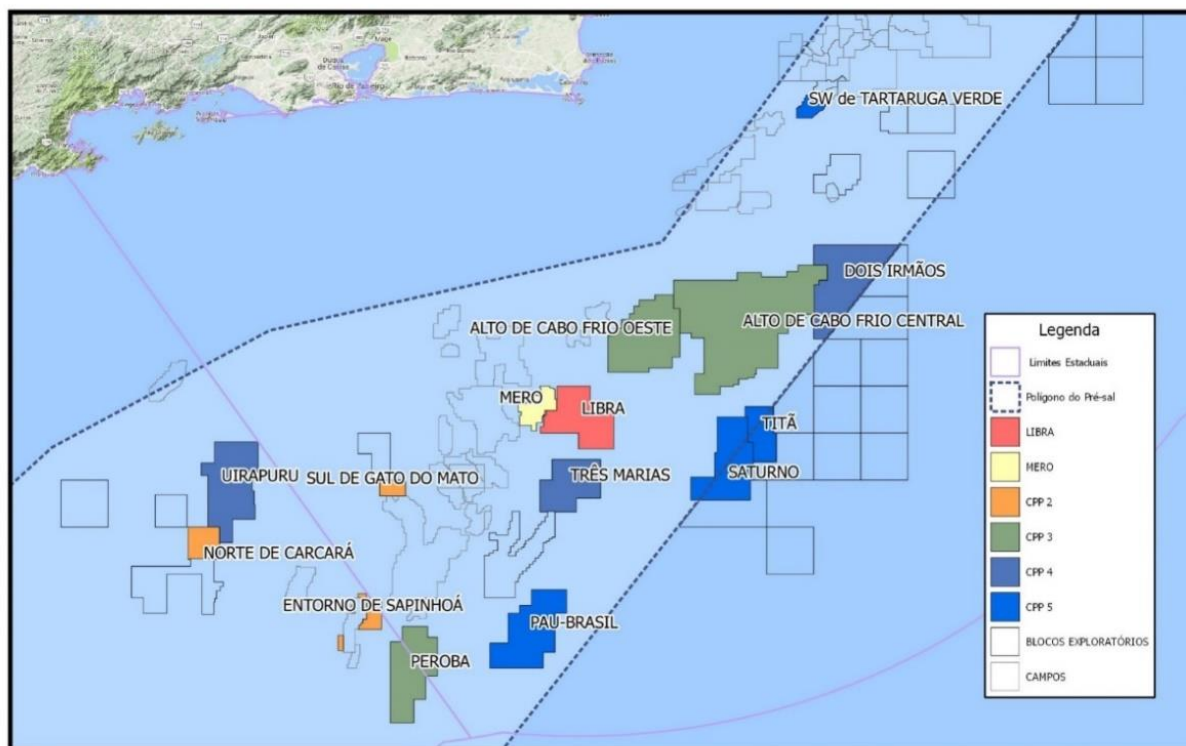 SW de TARTARUGA VERDE
DOIS IRMÃOS
ALTO DE CABO FRIO OESTE
ALTO DE CABO FRIO CENTRAL
MERO
LIBRA
TITÃ
UIRAPURU
SUL DE GATO DO MATO
TRÊS MARIAS
SATURNO
NORTE DE CARCARÁ
ENTORNO DE SAPINHOÁ
PAU-BRASIL
PEROBA
Legenda
Limites Estaduais
Polígono do Pré-sal
LIBRA
MERO
CPP 2
CPP 3
CPP 4
CPP 5
BLOCOS EXPLORATÓRIOS
CAMPOS